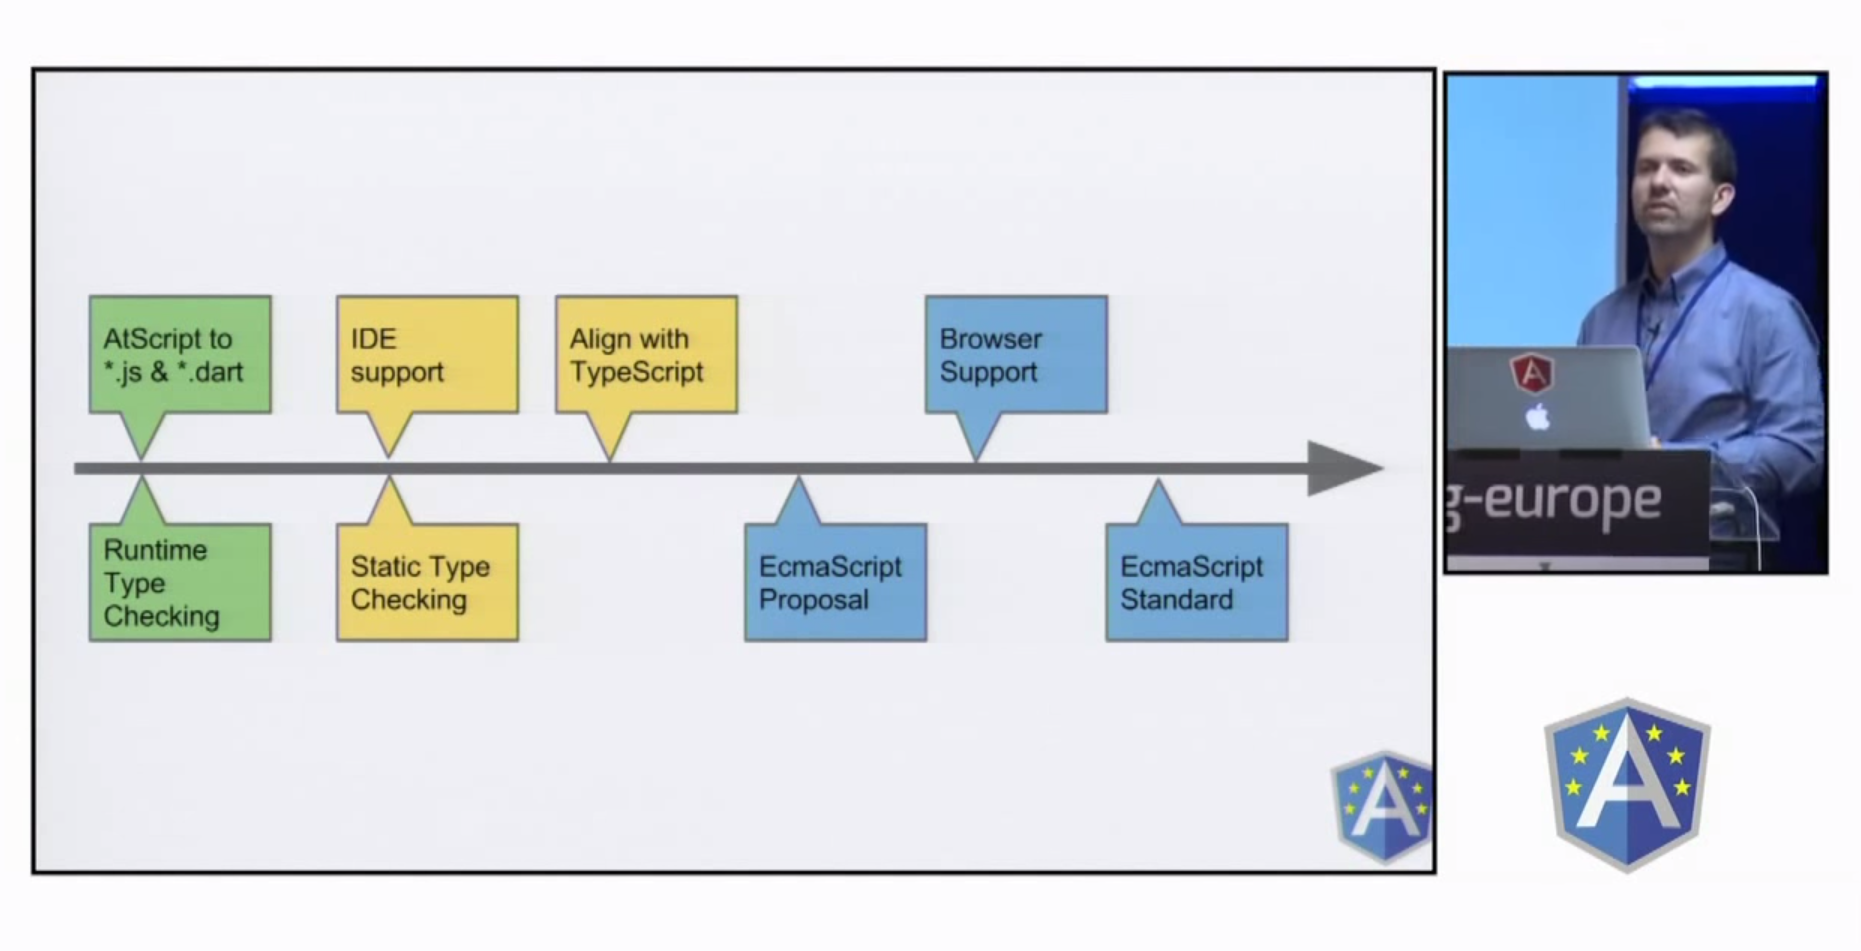 AtScript to
*.js & *.dart
IDE
support
Align with
TypeScript
Browser
Support
Runtime
Type
Checking
Static Type
Checking
EcmaScript
Proposal
EcmaScript
Standard
g-europe